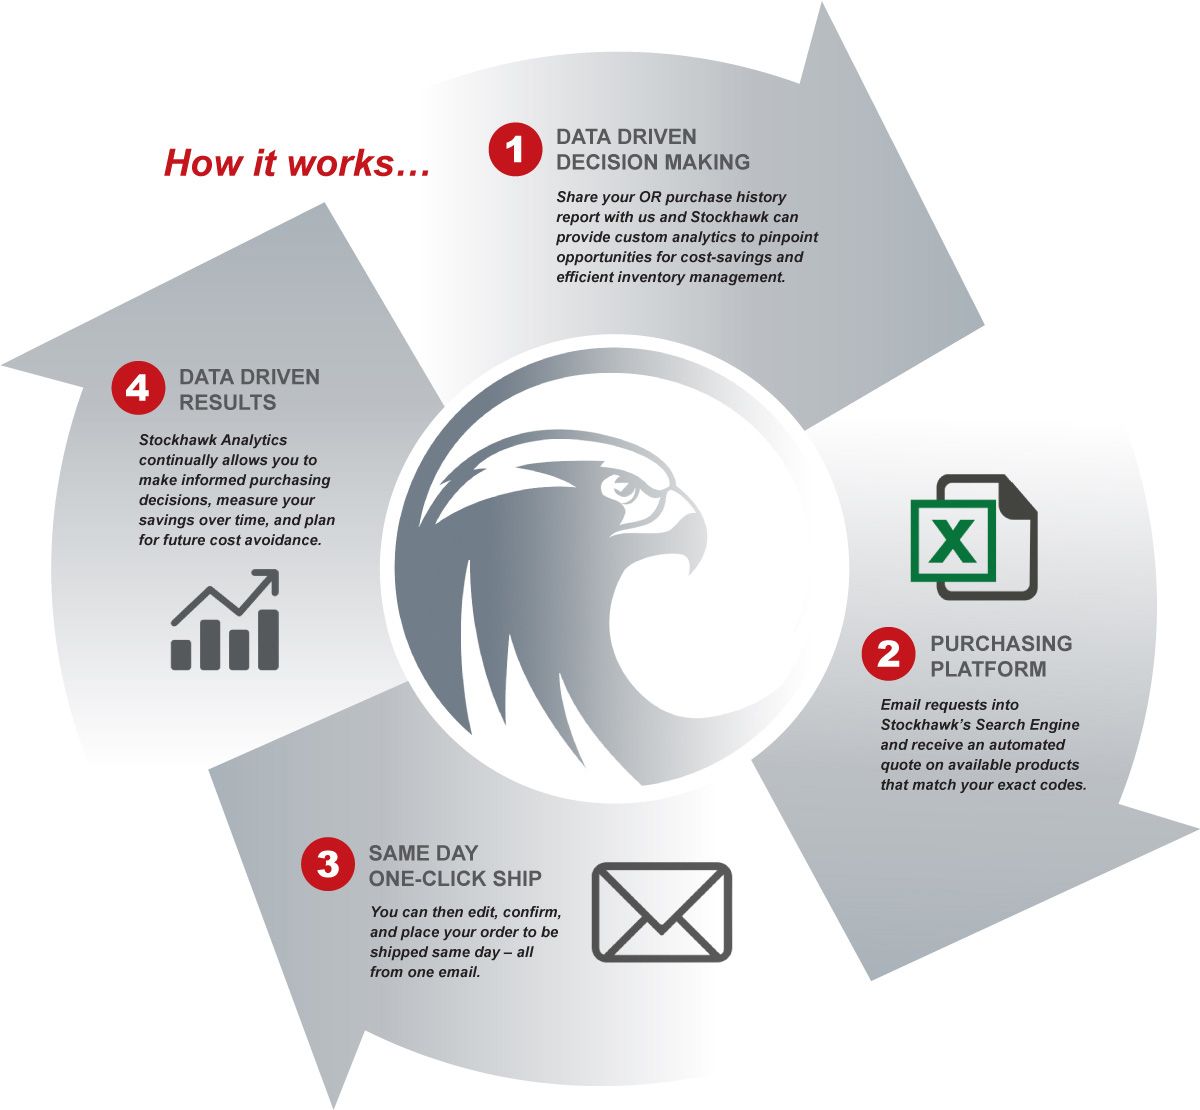 How it works...
1
DATA DRIVEN
DECISION MAKING
Share your OR purchase history
report with us and Stockhawk can
provide custom analytics to pinpoint
opportunities for cost-savings and
efficient inventory management.
X
2
PURCHASING
PLATFORM
Email requests into
Stockhawk's Search Engine
and receive an automated
quote on available products
that match your exact codes.
3
SAME DAY
ONE-CLICK SHIP
You can then edit, confirm,
and place your order to be
shipped same day – all
from one email.
4
DATA DRIVEN
RESULTS
Stockhawk Analytics
continually allows you to
make informed purchasing
decisions, measure your
savings over time, and plan
for future cost avoidance.